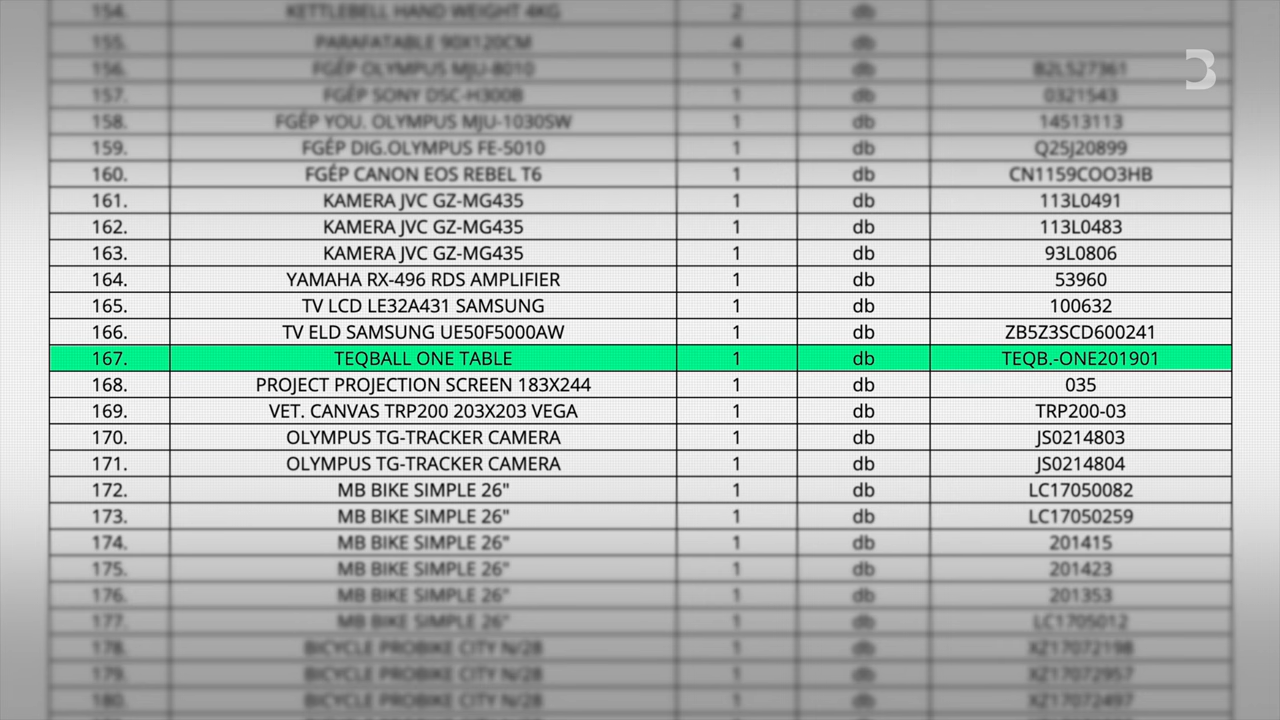 154. KETTLEBELL HAND WEIGHT 4KG 2 db
155. PARAFATABLE 90X120CM 4 db
156. FGÉP OLYMPUS MJU-8010 1 db B2L527361
157. FGÉP SONY DSC-H300B 1 db 0321543
158. FGÉP YOU. OLYMPUS MJU-1030SW 1 db 14513113
159. FGÉP DIG.OLYMPUS FE-5010 1 db Q25J20899
160. FGÉP CANON EOS REBEL T6 1 db CN1159COO3HB
161. KAMERA JVC GZ-MG435 1 db 113L0491
162. KAMERA JVC GZ-MG435 1 db 113L0483
163. KAMERA JVC GZ-MG435 1 db 93L0806
164. YAMAHA RX-496 RDS AMPLIFIER 1 db 53960
165. TV LCD LE32A431 SAMSUNG 1 db 100632
166. TV ELD SAMSUNG UE50F5000AW 1 db ZB5Z3SCD600241
167. TEQBALL ONE TABLE 1 db TEQB.-ONE201901
168. PROJECT PROJECTION SCREEN 183X244 1 db 035
169. VET. CANVAS TRP200 203X203 VEGA 1 db TRP200-03
170. OLYMPUS TG-TRACKER CAMERA 1 db JS0214803
171. OLYMPUS TG-TRACKER CAMERA 1 db JS0214804
172. MB BIKE SIMPLE 26" 1 db LC17050082
173. MB BIKE SIMPLE 26" 1 db LC17050259
174. MB BIKE SIMPLE 26" 1 db 201415
175. MB BIKE SIMPLE 26" 1 db 201423
176. MB BIKE SIMPLE 26" 1 db 201353
177. MB BIKE SIMPLE 26" 1 db LC1705012
178. BICYCLE PROBIKE CITY N/28 1 db XZ17072198
179. BICYCLE PROBIKE CITY N/28 1 db XZ17072957
180. BICYCLE PROBIKE CITY N/28 1 db XZ17072497